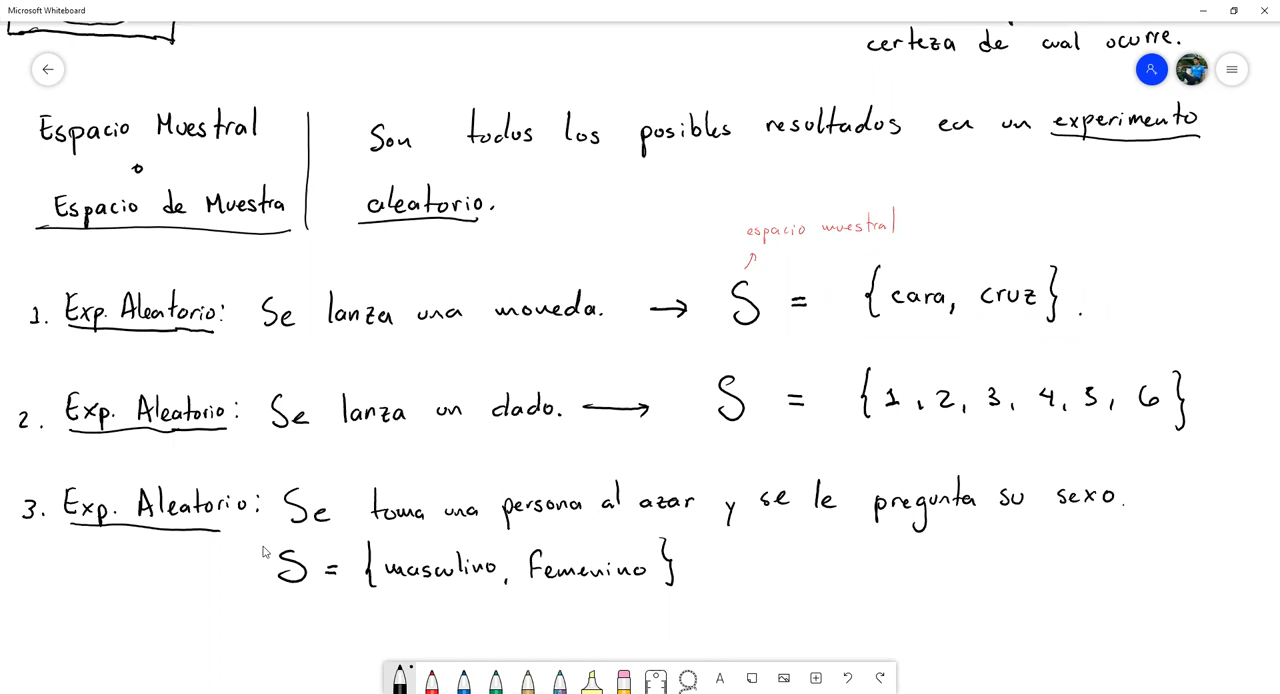 Microsoft Whiteboard
certeza de cual ocurre.
Espacio Muestral
o
Espacio de Muestra
Son todos los posibles resultados en un experimento
aleatorio.
espacio muestral
1. Exp. Aleatorio: Se lanza una moneda. → S = {cara, cruz}.
2. Exp. Aleatorio: Se lanza un dado. → S = {1, 2, 3, 4, 5, 6}
3. Exp. Aleatorio: Se toma una persona al azar y se le pregunta su sexo.
S = {masculino, Femenino}
A